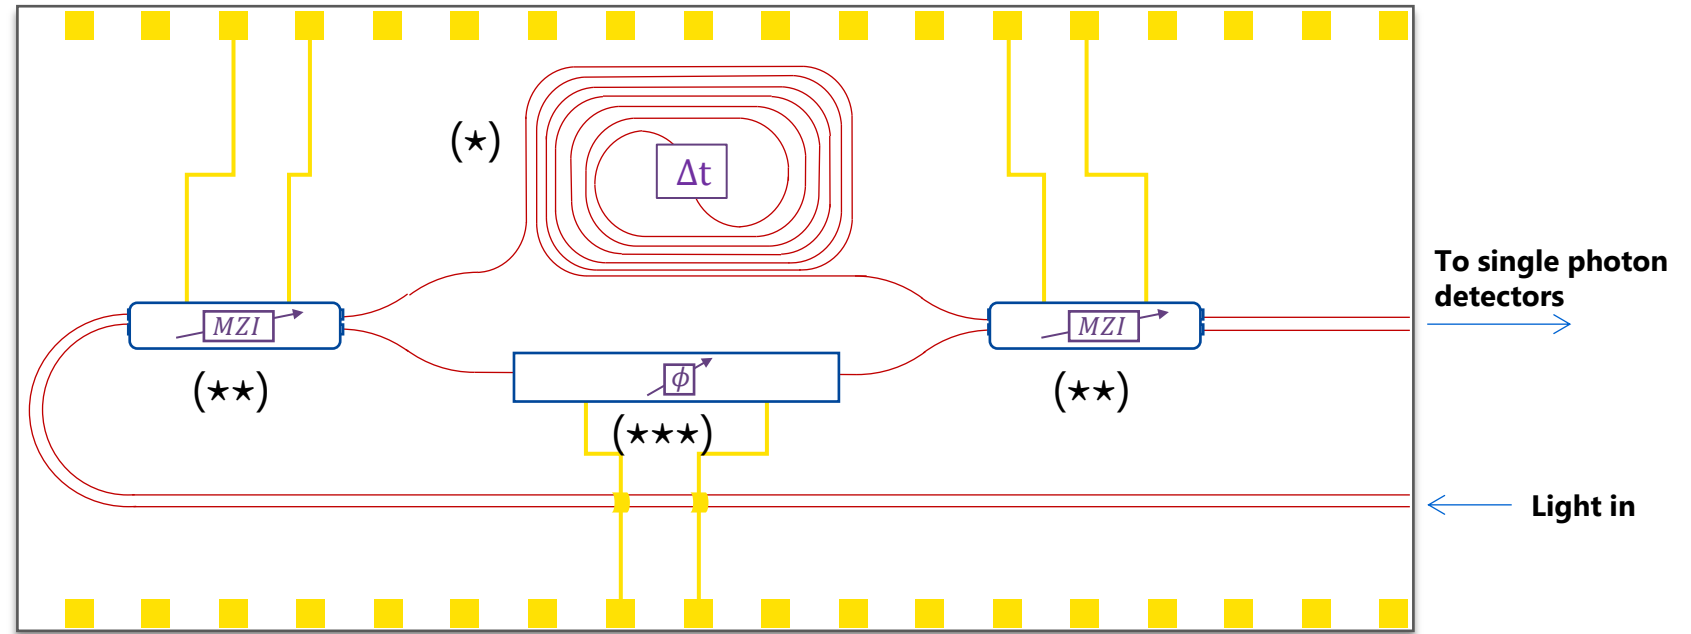 (⋆)
Δt
To single photon
detectors
MZI
MZI
(⋆⋆)
ϕ
(⋆⋆)
(⋆⋆⋆)
Light in